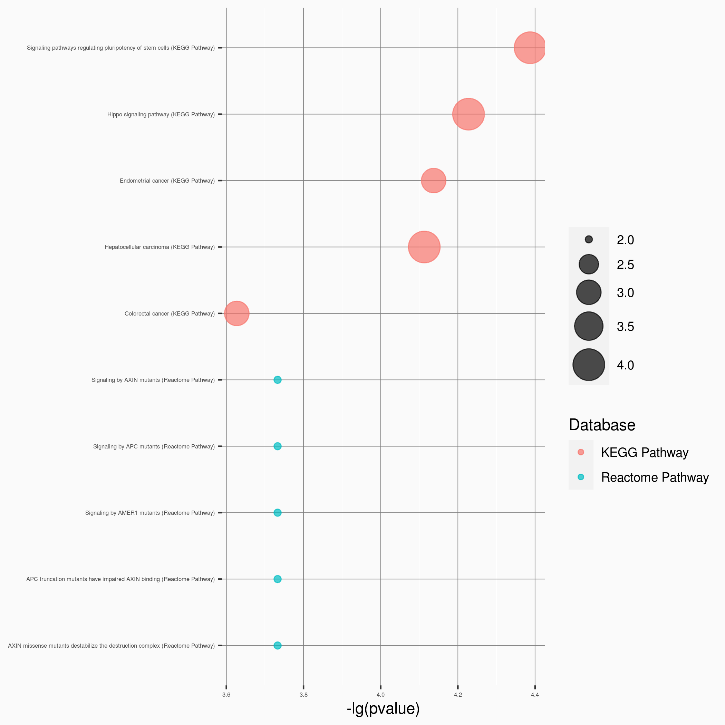 Signaling pathways regulating pluripotency of stem cells (KEGG Pathway)
Hippo signaling pathway (KEGG Pathway)
Endometrial cancer (KEGG Pathway)
Hepatocellular carcinoma (KEGG Pathway)
Colorectal cancer (KEGG Pathway)
Signaling by AXIN mutants (Reactome Pathway)
Signaling by APC mutants (Reactome Pathway)
Signaling by AMER1 mutants (Reactome Pathway)
APC truncation mutants have impaired AXIN binding (Reactome Pathway)
AXIN missense mutants destabilize the destruction complex (Reactome Pathway)
3.6 3.8 4.0 4.2 4.4
-lg(pvalue)
2.0
2.5
3.0
3.5
4.0
Database
KEGG Pathway
Reactome Pathway